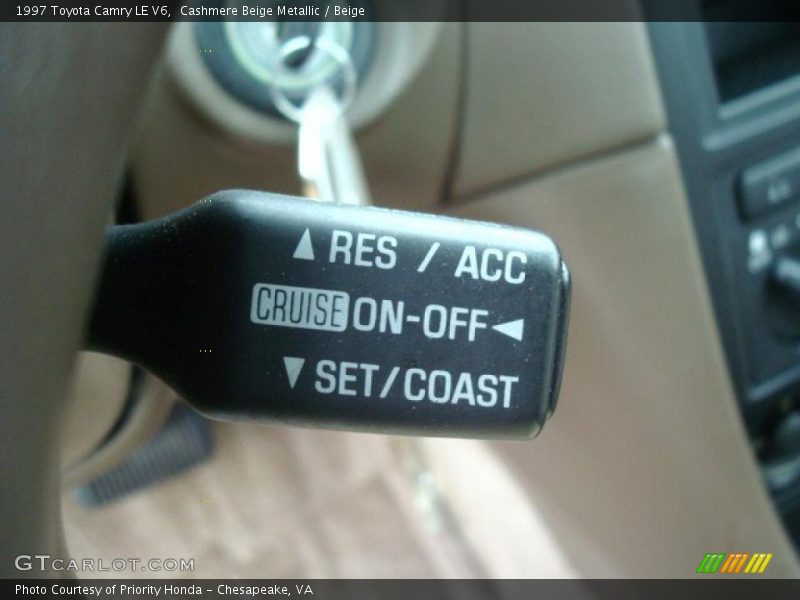 1997 Toyota Camry LE V6,  Cashmere Beige Metallic / Beige
▲ RES / ACC
CRUISE ON-OFF ◀
▼ SET/COAST
GTCARLOT.COM
Photo Courtesy of Priority Honda - Chesapeake, VA